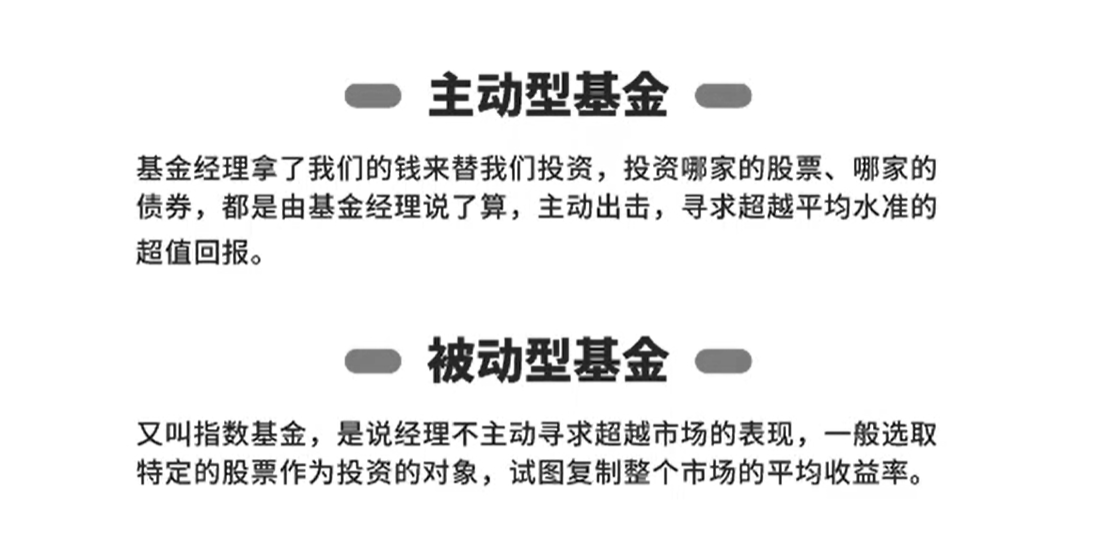 主动型基金
基金经理拿了我们的钱来替我们投资，投资哪家的股票、哪家的
债券，都是由基金经理说了算，主动出击，寻求超越平均水准的
超值回报。
被动型基金
又叫指数基金，是说经理不主动寻求超越市场的表现，一般选取
特定的股票作为投资的对象，试图复制整个市场的平均收益率。